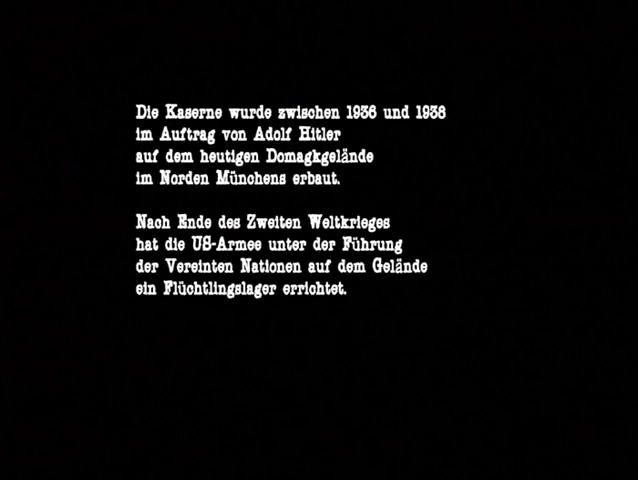 Die Kaserne wurde zwischen 1936 und 1938
im Auftrag von Adolf Hitler
auf dem heutigen Domagkgelände
im Norden Münchens erbaut.
Nach Ende des Zweiten Weltkrieges
hat die US-Armee unter der Führung
der Vereinten Nationen auf dem Gelände
ein Flüchtlingslager errichtet.